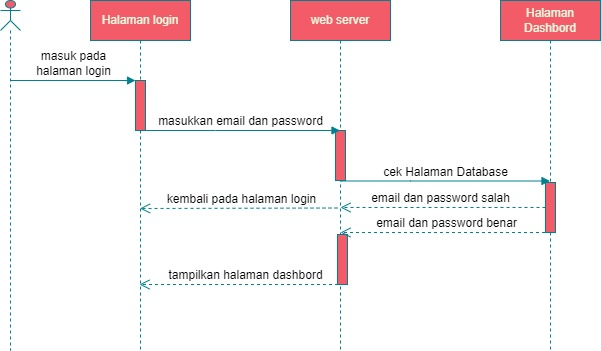 Halaman login
web server
Halaman
Dashbord
masuk pada
halaman login
masukkan email dan password
cek Halaman Database
kembali pada halaman login
email dan password salah
email dan password benar
tampilkan halaman dashbord